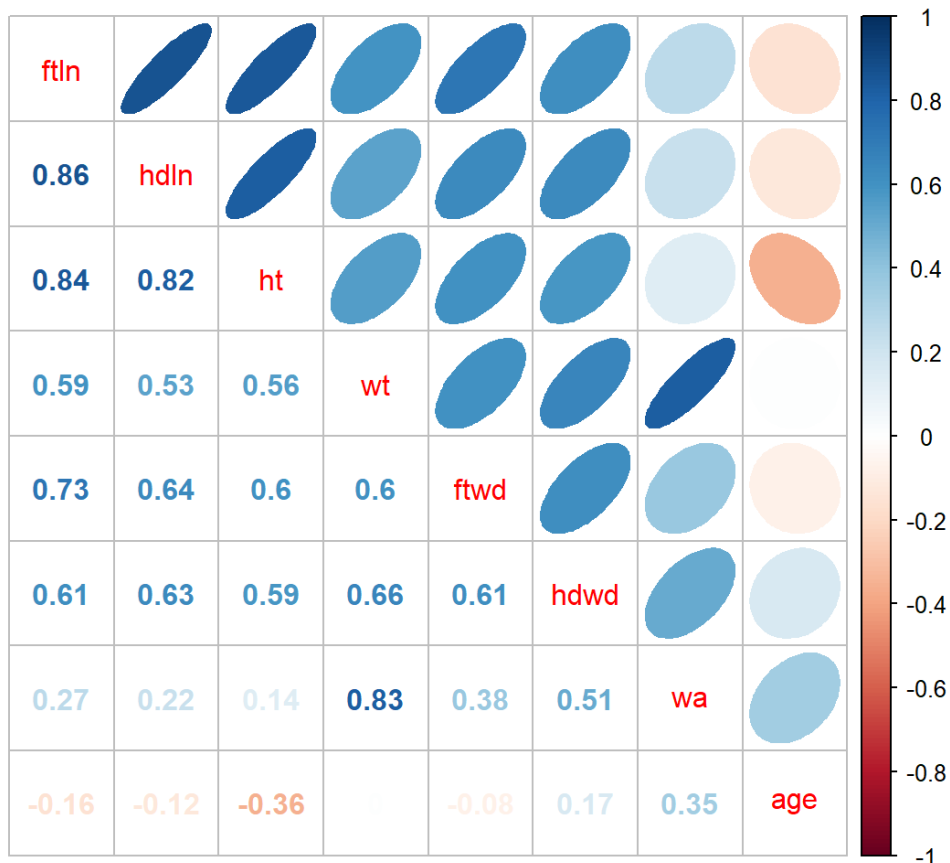 1
ftln
0.8
0.86 hdln
0.6
0.84 0.82 ht
0.4
0.2
0.59 0.53 0.56 wt
0
0.73 0.64 0.6 0.6 ftwd
-0.2
0.61 0.63 0.59 0.66 0.61 hdwd
-0.4
-0.6
0.27 0.22 0.14 0.83 0.38 0.51 wa
-0.8
-0.16 -0.12 -0.36 -0.08 0.17 0.35 age
-1